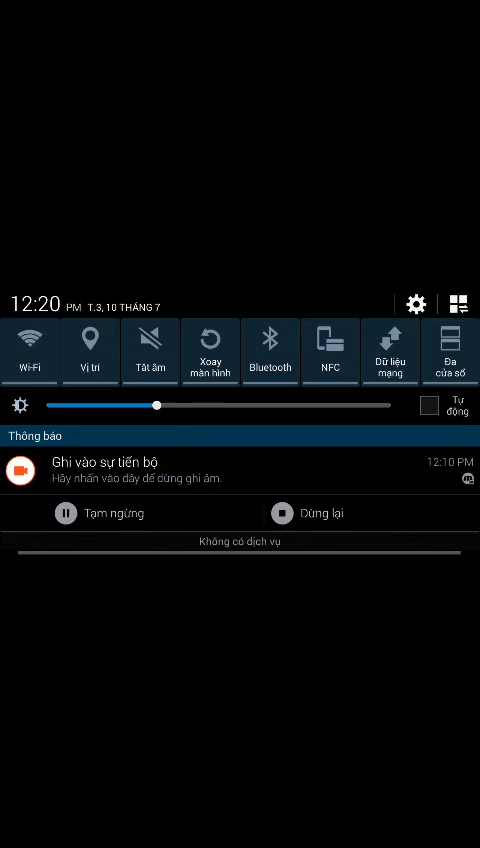 12:20 PM T.3, 10 THÁNG 7
Wi-Fi
Vị trí
Tắt âm
Xoay
màn hình
Bluetooth
NFC
Dữ liệu
mạng
Đa
cửa sổ
Tự
động
Thông báo
Ghi vào sự tiến bộ
12:10 PM
Hãy nhấn vào đây để dừng ghi âm.
Tạm ngừng
Dừng lại
Không có dịch vụ